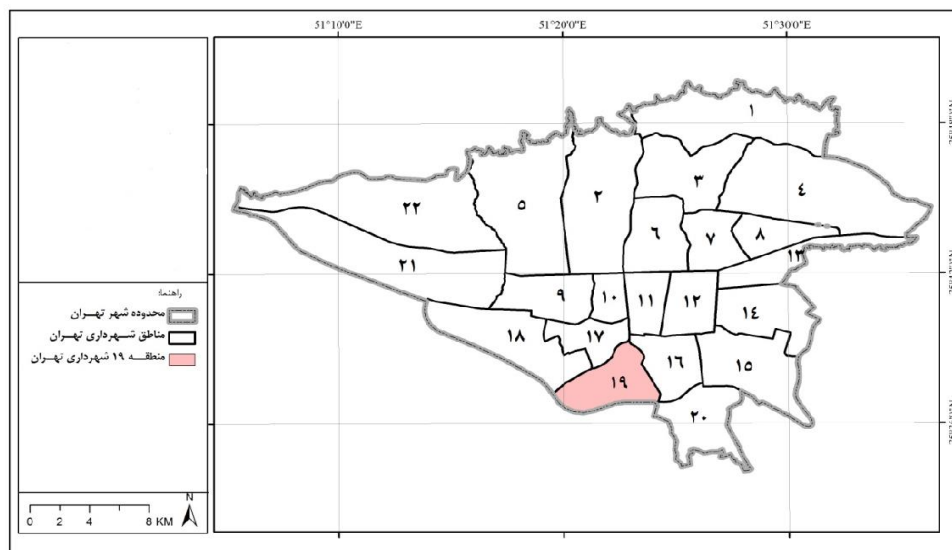 51°10'0"E
51°20'0"E
51°30'0"E
۱
۳
۴
۲
۵
۲۲
۶
۷
۸
۱۳
۲۱
۹
۱۰
۱۱
۱۲
۱۴
۱۸
۱۷
۱۶
۱۵
۱۹
۲۰
راهنما:
محدوده شهر تهران
مناطق شهرداری تهران
منطقه ۱۹ شهرداری تهران
N
0 2 4 8 KM